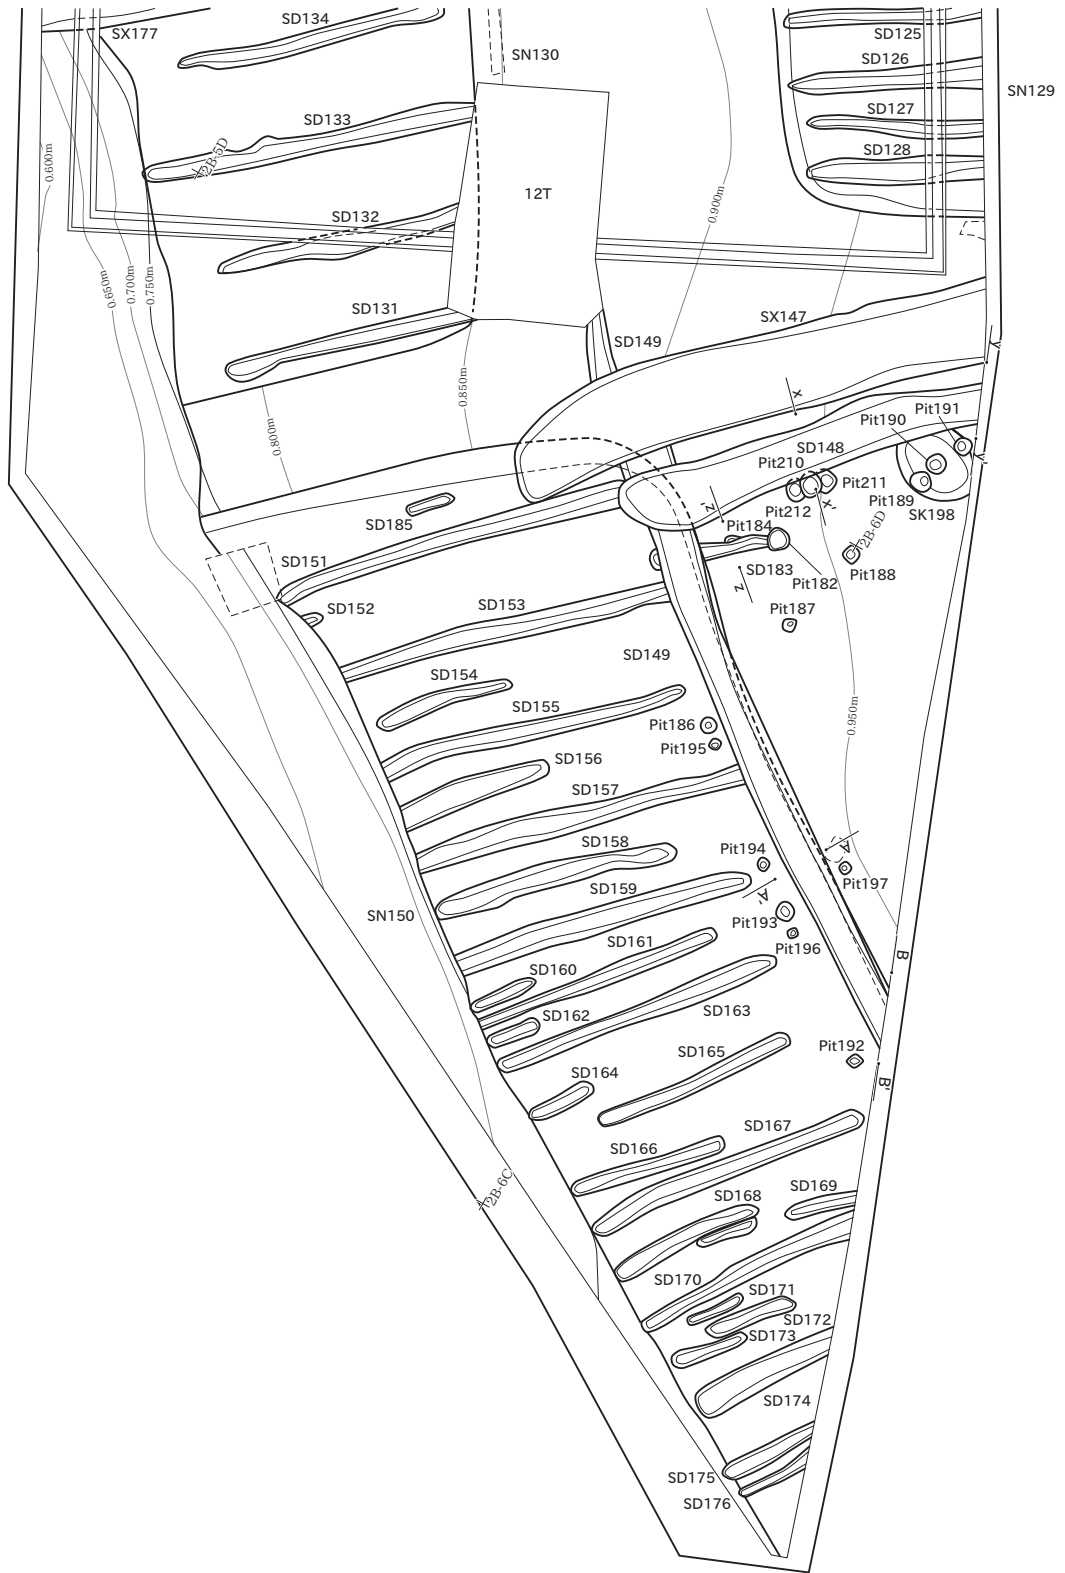 SD134
SX177
SN130
SD125
SD126
SN129
SD127
SD133
SD128
2B-5D
0.600m
12T
0.900m
SD132
0.650m
0.700m
0.750m
SD131
SX147
SD149
Y
0.850m
X
Pit191
Pit190
0.800m
SD148
Y'
Pit210
Pit211
Pit189
X'
Z'
Pit212
SK198
SD185
Pit184
2B-6D
SD151
SD183
Pit182
Pit188
Z
SD152
SD153
Pit187
SD149
SD154
SD155
0.950m
Pit186
Pit195
SD156
SD157
SD158
Pit194
A
Pit197
SD159
A'
SN150
Pit193
Pit196
SD161
B
SD160
SD163
SD162
Pit192
SD165
SD164
B'
SD167
SD166
2B-6C
SD169
SD168
SD170
SD171
SD172
SD173
SD174
SD175
SD176